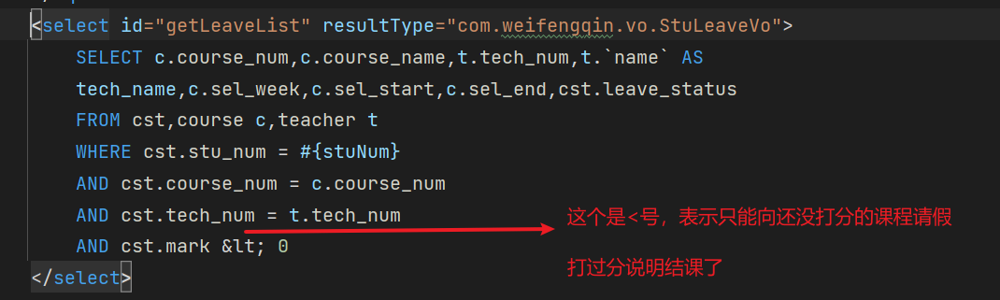 <select id="getLeaveList" resultType="com.weifengqin.vo.StuLeaveVo">
SELECT c.course_num,c.course_name,t.tech_num,t.`name` AS
tech_name,c.sel_week,c.sel_start,c.sel_end,cst.leave_status
FROM cst,course c,teacher t
WHERE cst.stu_num = #{stuNum}
AND cst.course_num = c.course_num
AND cst.tech_num = t.tech_num
这个是<号，表示只能向还没打分的课程请假
AND cst.mark &lt; 0
打过分说明结课了
</select>